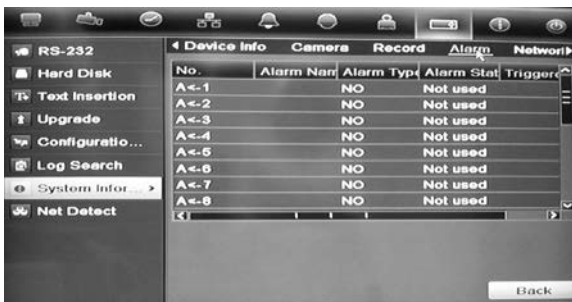 RS-232
Hard Disk
Text Insertion
Upgrade
Configuratio...
Log Search
System Infor...
Net Detect
Device Info Camera Record Alarm Network
No. Alarm Nam Alarm Type Alarm Stat Triggere
A<-1 NO Not used
A<-2 NO Not used
A<-3 NO Not used
A<-4 NO Not used
A<-5 NO Not used
A<-6 NO Not used
A<-7 NO Not used
A<-8 NO Not used
Back